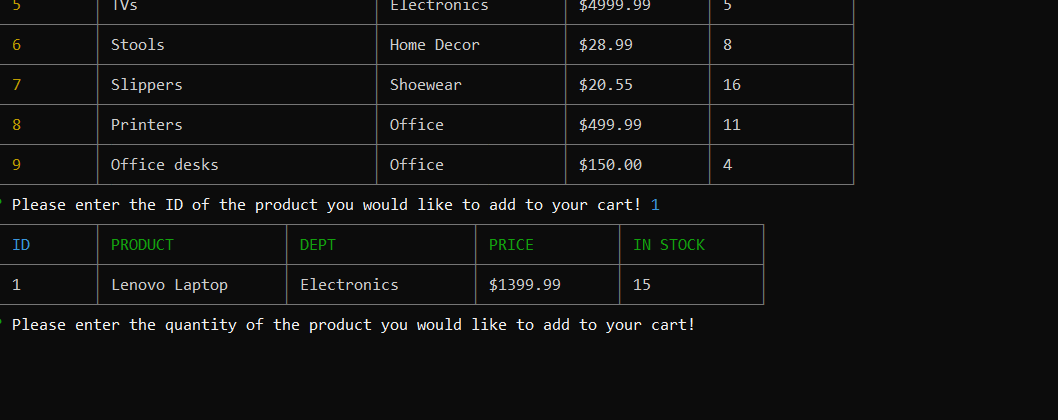 5 TVs Electronics $4999.99 5
6 Stools Home Decor $28.99 8
7 Slippers Shoewear $20.55 16
8 Printers Office $499.99 11
9 Office desks Office $150.00 4
? Please enter the ID of the product you would like to add to your cart! 1
ID PRODUCT DEPT PRICE IN STOCK
1 Lenovo Laptop Electronics $1399.99 15
? Please enter the quantity of the product you would like to add to your cart!